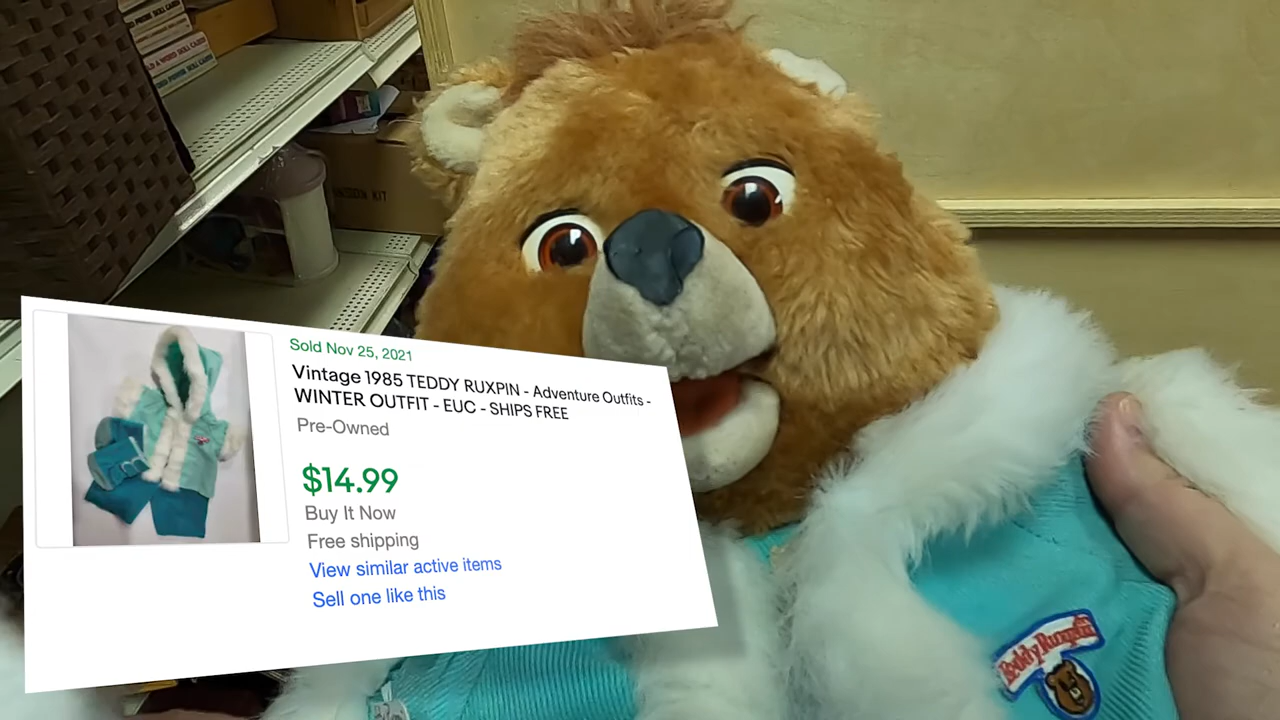 Sold Nov 25, 2021
Vintage 1985 TEDDY RUXPIN - Adventure Outfits -
WINTER OUTFIT - EUC - SHIPS FREE
Pre-Owned
$14.99
Buy It Now
Free shipping
View similar active items
Sell one like this
Teddy Ruxpin